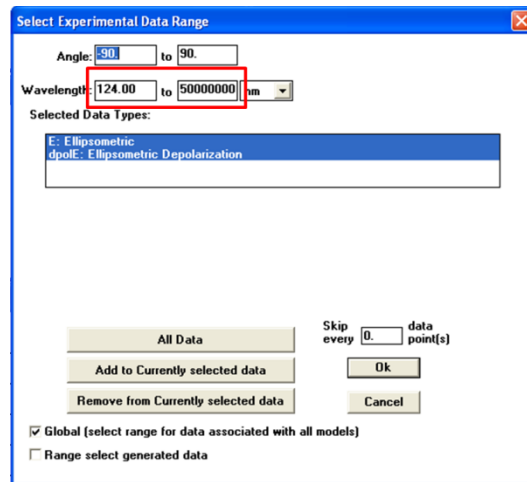 Select Experimental Data Range
Angle: -90. to 90.
Wavelength: 124.00 to 50000000 nm
Selected Data Types:
E: Ellipsometric
dpolE: Ellipsometric Depolarization
All Data
Skip every 0. data point(s)
Add to Currently selected data
Ok
Remove from Currently selected data
Cancel
Global (select range for data associated with all models)
Range select generated data